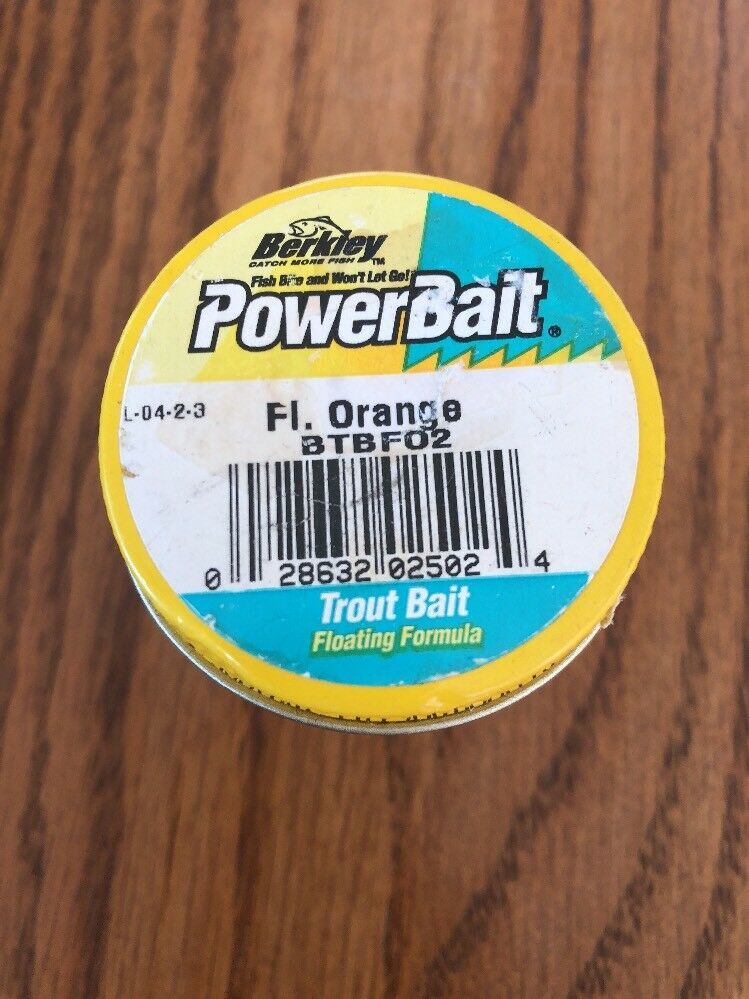 Berkley
CATCH MORE FISH ™
Fish Bite and Won't Let Go!
PowerBait®
L-04-2-3
Fl. Orange
BTBFO2
0 28632 02502 4
Trout Bait
Floating Formula